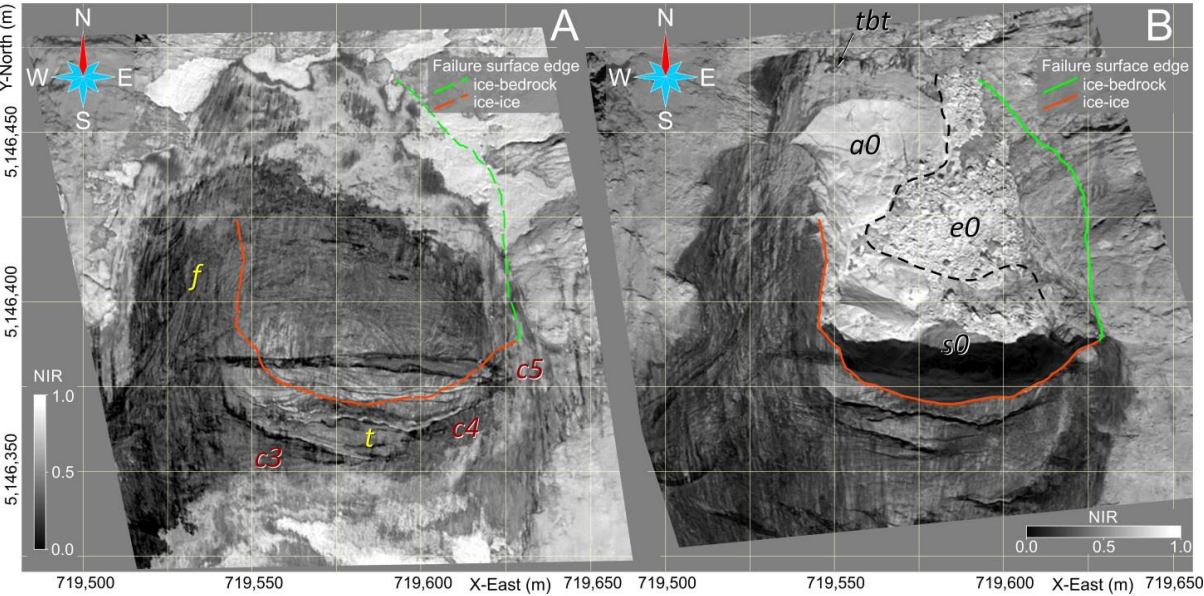 Y-North (m)
5,146,450
5,146,400
5,146,350
N
W E
S
A
Failure surface edge
ice-bedrock
ice-ice
f
c5
c4
t
c3
NIR
1.0
0.5
0.0
719,500 719,550 719,600 X-East (m) 719,650
N
W E
S
tbt
B
Failure surface edge
ice-bedrock
ice-ice
a0
e0
s0
NIR
0.0 0.5 1.0
719,500 719,550 719,600 X-East (m) 719,650